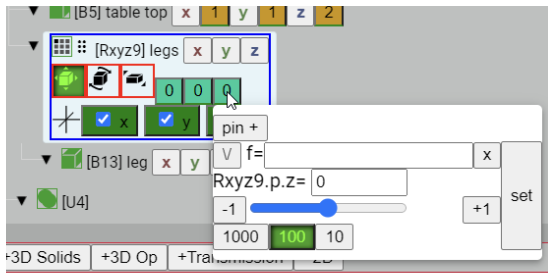 [B5] table top x 1 y 1 z 2
[Rxyz9] legs x y z
0 0 0
x y
pin +
[B13] leg x y
V f= x
Rxyz9.p.z= 0
set
[U4]
-1 +1
1000 100 10
+3D Solids +3D Op